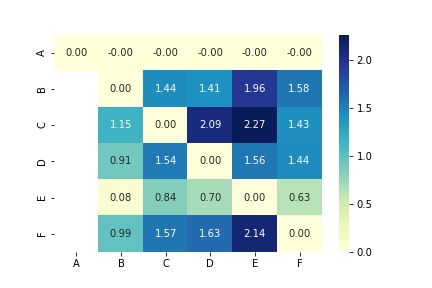 A 0.00 -0.00 -0.00 -0.00 -0.00 -0.00
B 0.00 1.44 1.41 1.96 1.58
C 1.15 0.00 2.09 2.27 1.43
D 0.91 1.54 0.00 1.56 1.44
E 0.08 0.84 0.70 0.00 0.63
F 0.99 1.57 1.63 2.14 0.00
A B C D E F
2.0
1.5
1.0
0.5
0.0